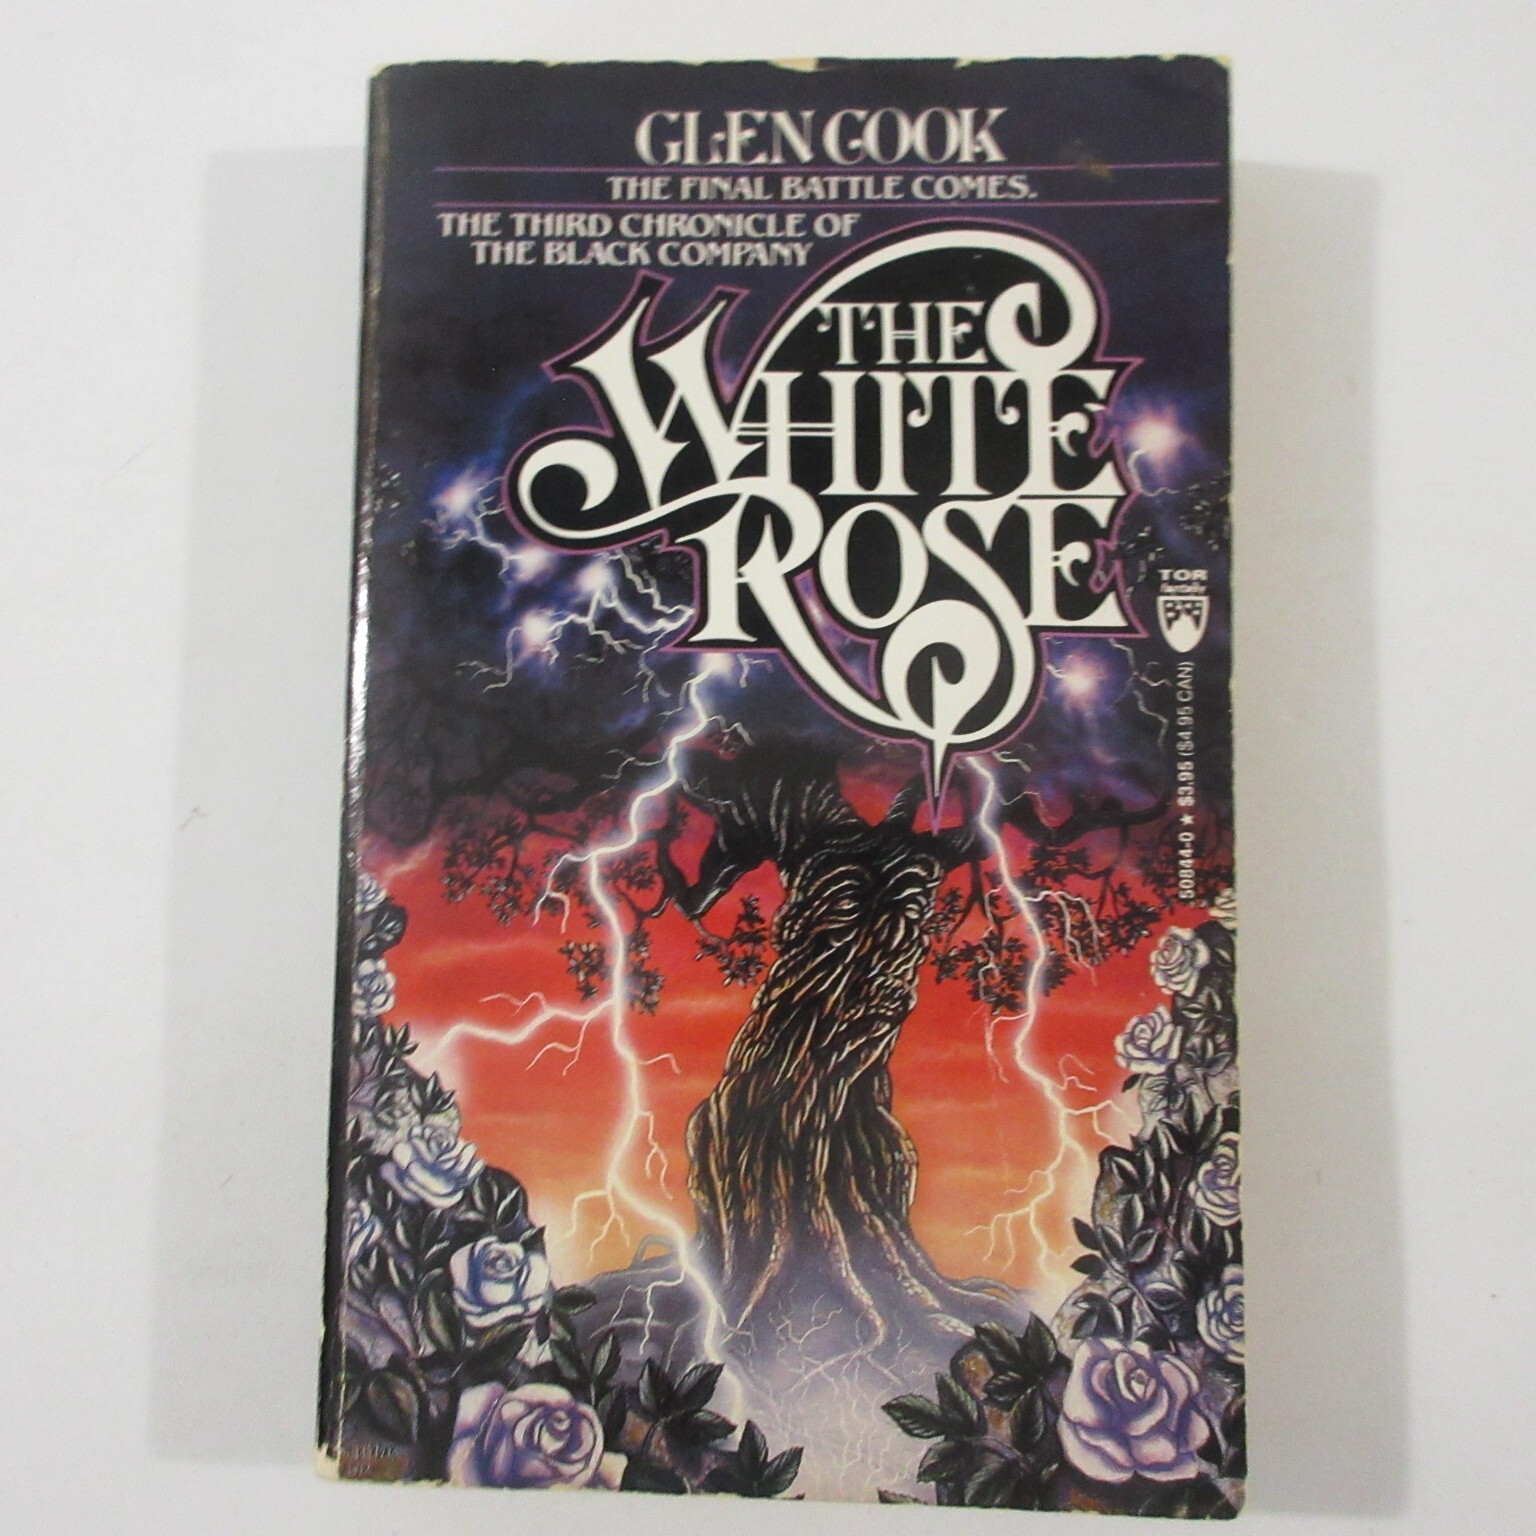 GLEN COOK
THE FINAL BATTLE COMES.
THE THIRD CHRONICLE OF
THE BLACK COMPANY
THE
WHITE
ROSE
TOR
fantasy
50844-0 ★ $3.95 ($4.95 CAN)